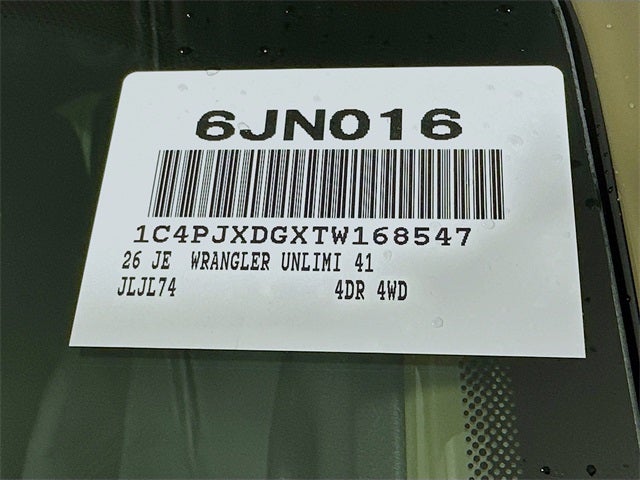 6JN016
1C4PJXDGXTW168547
26 JE WRANGLER UNLIMI 41
JLJL74 4DR 4WD